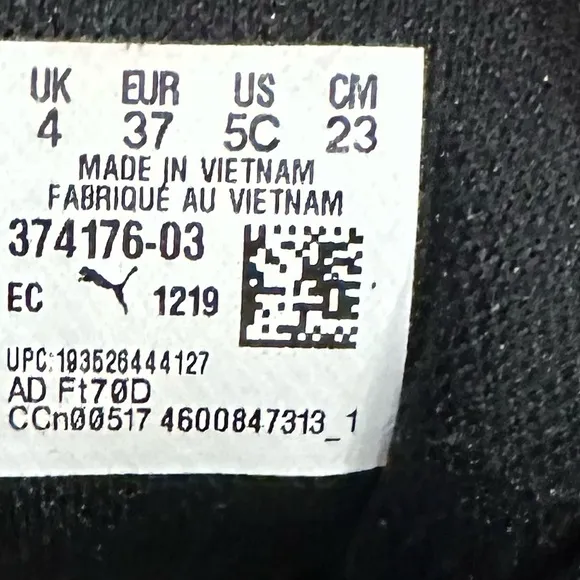 UK EUR US CM
4 37 5C 23
MADE IN VIETNAM
FABRIQUÉ AU VIETNAM
374176-03
EC 1219
UPC:193526444127
AD Ft70D
CCn00517 4600847313_1